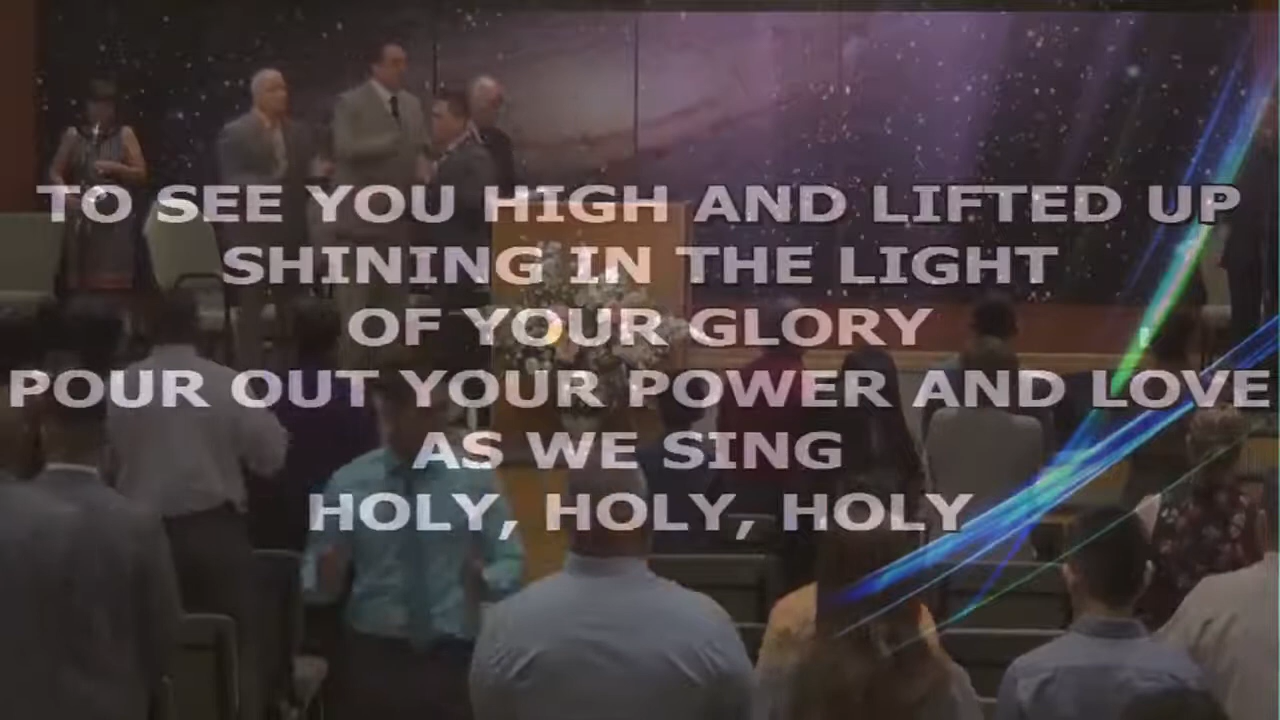 TO SEE YOU HIGH AND LIFTED UP
SHINING IN THE LIGHT
OF YOUR GLORY
POUR OUT YOUR POWER AND LOVE
AS WE SING
HOLY, HOLY, HOLY